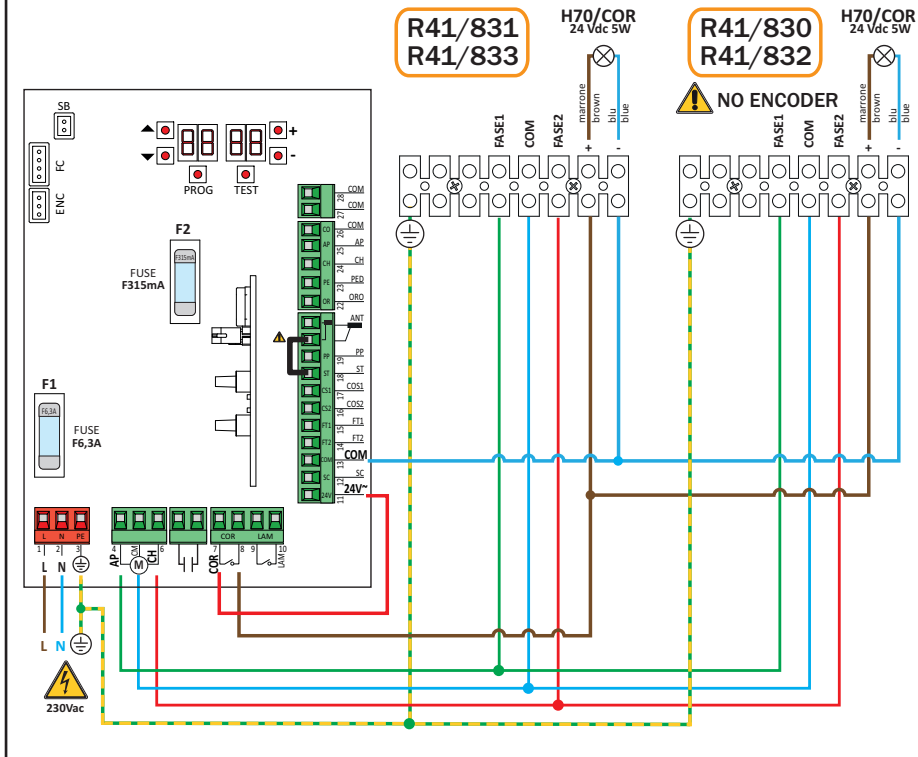 R41/831
R41/833
H70/COR
24 Vdc 5W
marrone
brown
blu
blue
R41/830
R41/832
NO ENCODER
H70/COR
24 Vdc 5W
marrone
brown
blu
blue
FASE1
COM
FASE2
+
-
FASE1
COM
FASE2
+
-
SB
FC
ENC
+
-
PROG
TEST
F2
F315mA
FUSE
F315mA
F1
F6,3A
FUSE
F6,3A
28 COM
27 COM
CO 26 COM
AP 25 AP
CH 24 CH
PE 23 PED
OR 22 ORO
ANT
PP 19 PP
ST 18 ST
CS1 17 COS1
CS2 16 COS2
FT1 15 FT1
FT2 14 FT2
COM 13 COM
SC 12 SC
24V 11 24V~
L N PE
COR LAM
1 2 3
4 CM 6
7 8 9 10
L N
AP M CH
COR
LAM
L N
230Vac